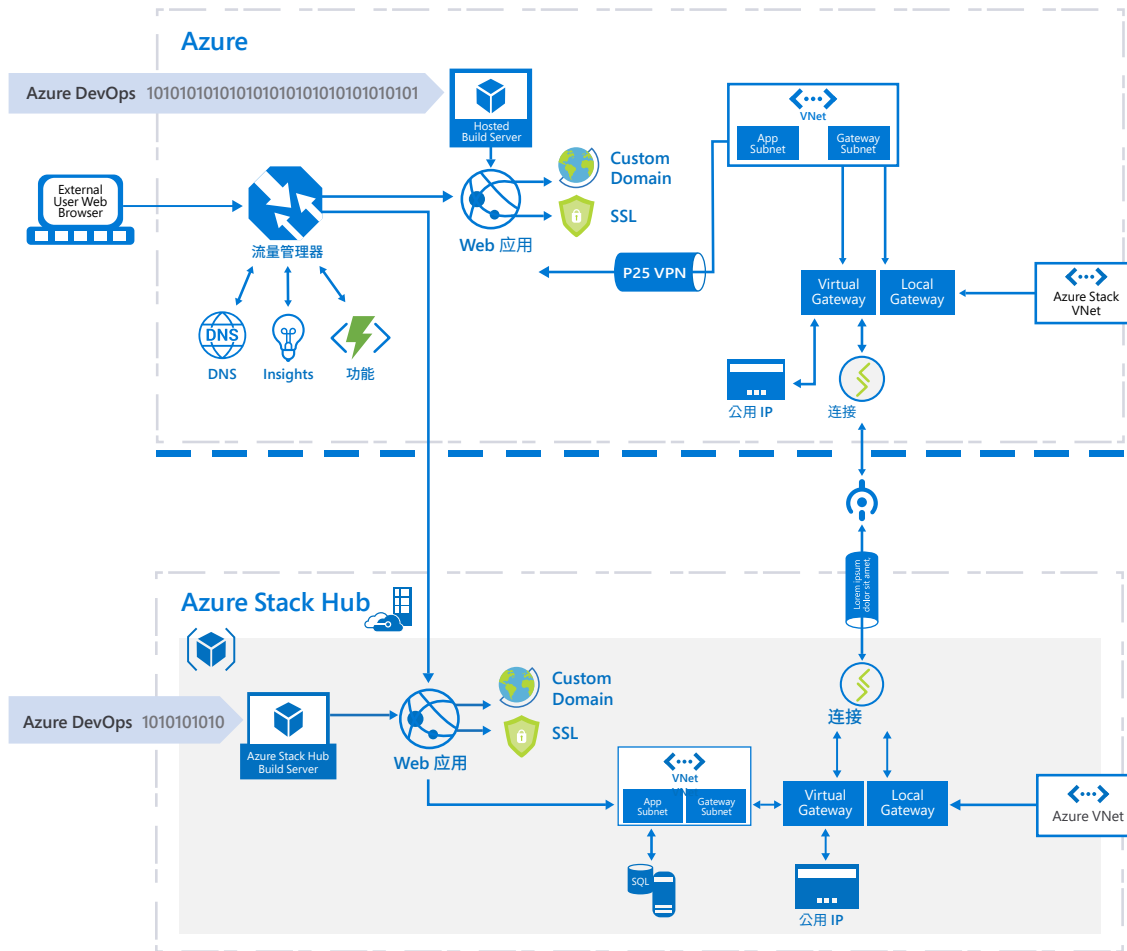 Azure
Azure DevOps 1010101010101010101010101010101
Hosted
Build Server
VNet
App
Subnet
Gateway
Subnet
Custom
Domain
SSL
External
User Web
Browser
流量管理器
Web 应用
P25 VPN
Virtual
Gateway
Local
Gateway
Azure Stack
VNet
DNS
DNS
Insights
功能
公用 IP
连接
Lorem ipsum
dolor sit amet,
Azure Stack Hub
Custom
Domain
SSL
连接
Azure DevOps 1010101010
Azure Stack Hub
Build Server
Web 应用
VNet
App
Subnet
Gateway
Subnet
Virtual
Gateway
Local
Gateway
Azure VNet
SQL
公用 IP